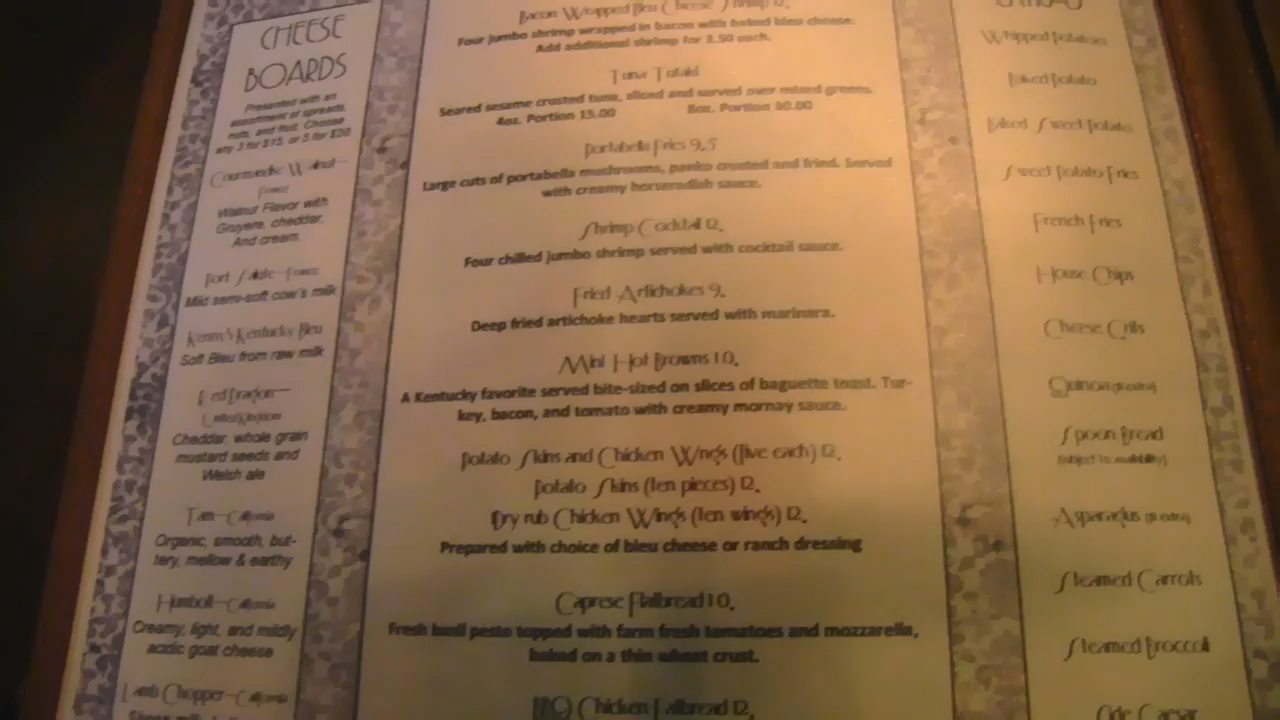 CHEESE
BOARDS
Presented with an
assortment of spreads,
nuts, and fruit. Choose
any 3 for $15, or 5 for $20
Gourmandise Walnut—
France
Walnut Flavor with
Gruyere, cheddar,
And cream.
Port Salute—France
Mild semi-soft cow's milk
Kenny's Kentucky Bleu
Soft Bleu from raw milk
Red Dragon—
United Kingdom
Cheddar, whole grain
mustard seeds and
Welsh ale
Tam—California
Organic, smooth, but-
tery, mellow & earthy
Humbolt—California
Creamy, light, and mildly
acidic goat cheese
Lamb Chopper—California
Bacon Wrapped Bleu Cheese Shrimp 12.
Four jumbo shrimp wrapped in bacon with baked bleu cheese.
Add additional shrimp for 3.50 each.
Tuna Tataki
Seared sesame crusted tuna, sliced and served over mixed greens.
4oz. Portion 15.00 8oz. Portion 30.00
Portabella Fries 9.5
Large cuts of portabella mushrooms, panko crusted and fried. Served
with creamy horseradish sauce.
Shrimp Cocktail 12.
Four chilled jumbo shrimp served with cocktail sauce.
Fried Artichokes 9.
Deep fried artichoke hearts served with marinara.
Mini Hot Browns 10.
A Kentucky favorite served bite-sized on slices of baguette toast. Tur-
key, bacon, and tomato with creamy mornay sauce.
Potato Skins and Chicken Wings (five each) 12.
Potato Skins (ten pieces) 12.
Dry rub Chicken Wings (ten wings) 12.
Prepared with choice of bleu cheese or ranch dressning
Caprese Flatbread 10.
Fresh basil pesto topped with farm fresh tomatoes and mozzarella,
baked on a thin wheat crust.
BBQ Chicken Flatbread 12.
Whipped Potatoes
Baked Potato
Baked Sweet Potato
Sweet Potato Fries
French Fries
House Chips
Cheese Grits
Quinoa
Spoon Bread
(subject to availability)
Asparagus
Steamed Carrots
Steamed Broccoli
Side Caesar